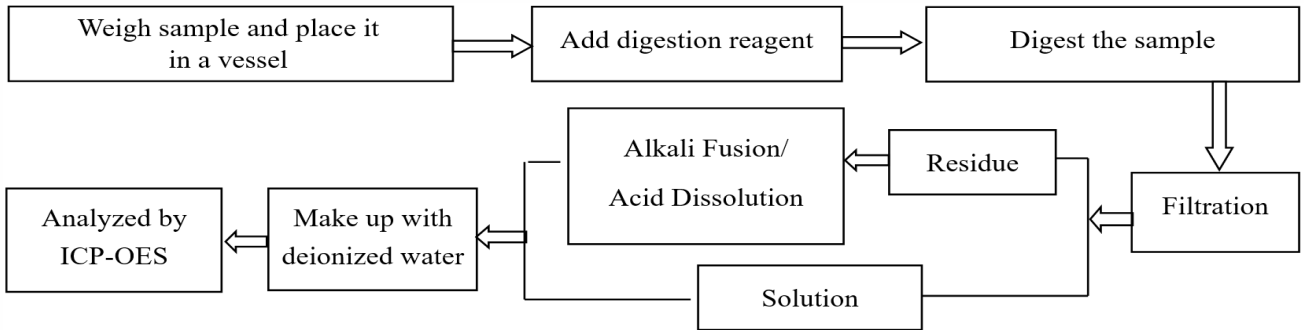 Weigh sample and place it
in a vessel
Add digestion reagent
Digest the sample
Filtration
Residue
Alkali Fusion/
Acid Dissolution
Solution
Make up with
deionized water
Analyzed by
ICP-OES